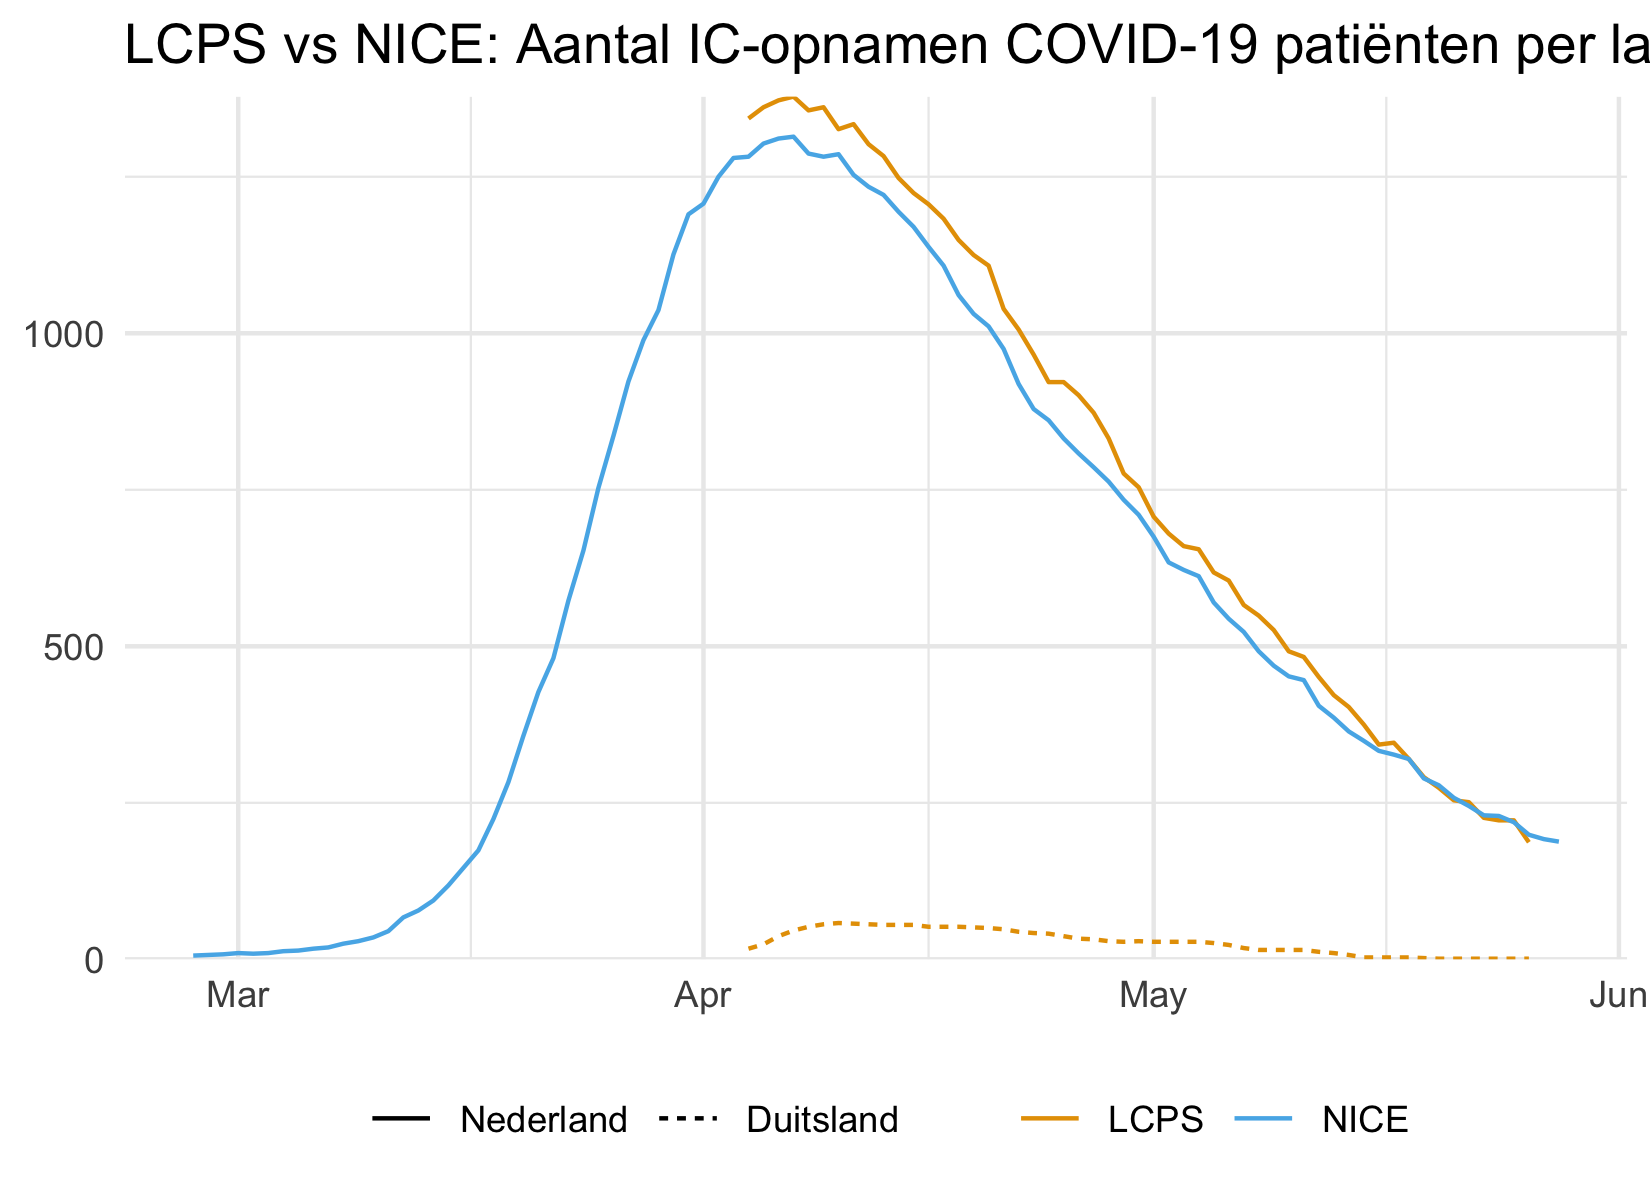 LCPS vs NICE: Aantal IC-opnamen COVID-19 patiënten per la
1000
500
0
Mar Apr May Jun
Nederland Duitsland LCPS NICE